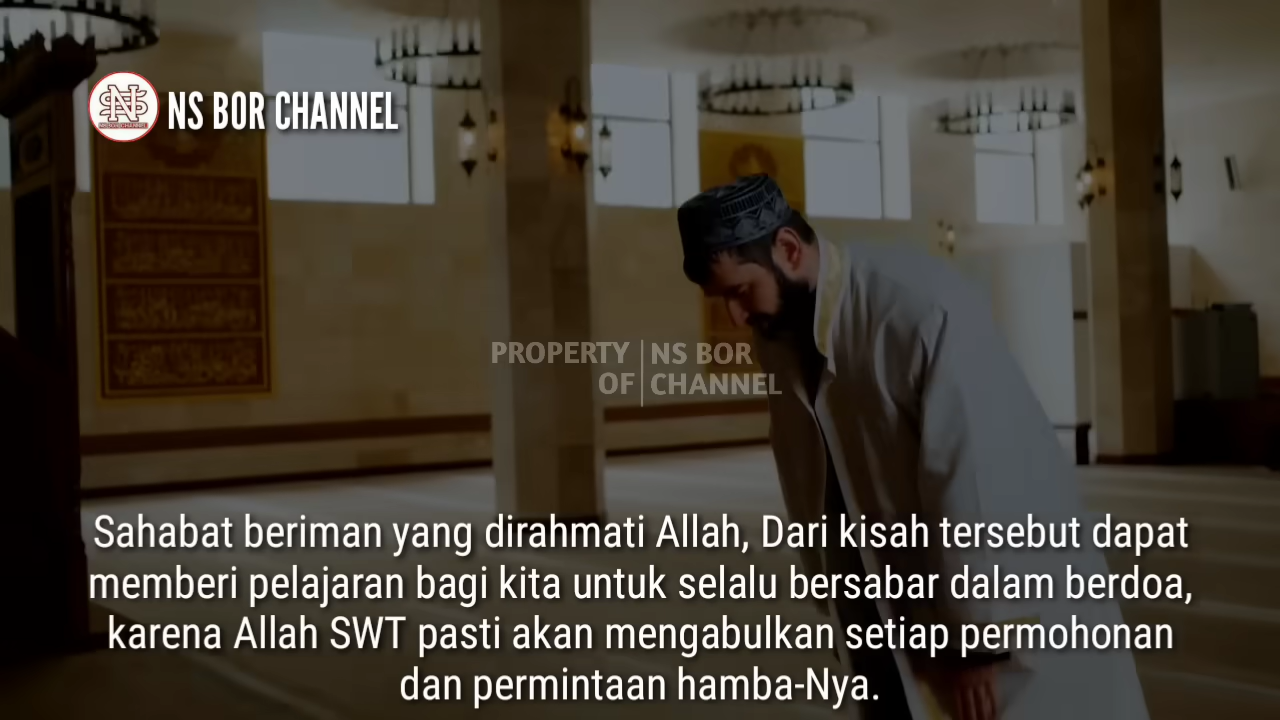 NS BOR CHANNEL
PROPERTY OF
NS BOR CHANNEL
Sahabat beriman yang dirahmati Allah, Dari kisah tersebut dapat
memberi pelajaran bagi kita untuk selalu bersabar dalam berdoa,
karena Allah SWT pasti akan mengabulkan setiap permohonan
dan permintaan hamba-Nya.